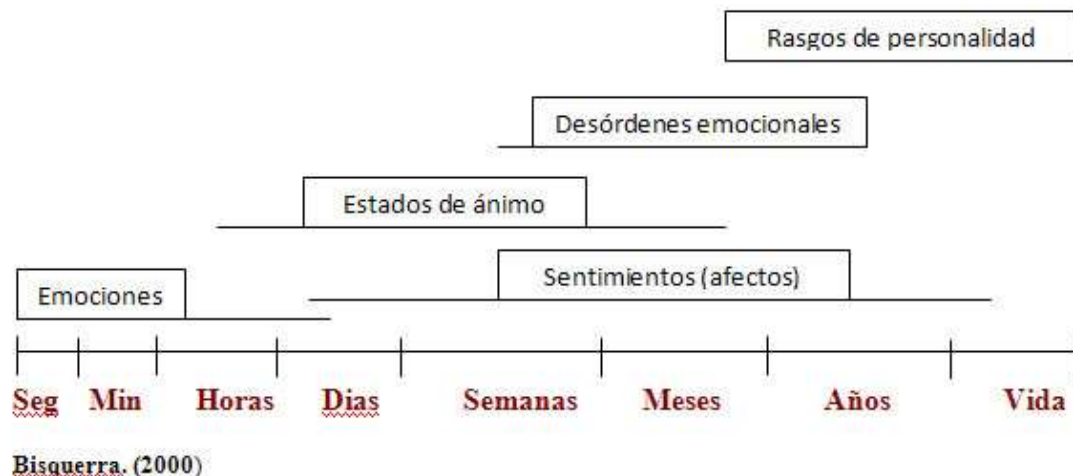 Rasgos de personalidad
Desórdenes emocionales
Estados de ánimo
Sentimientos (afectos)
Emociones
Seg Min Horas Dias Semanas Meses Años Vida
Bisquerra. (2000)